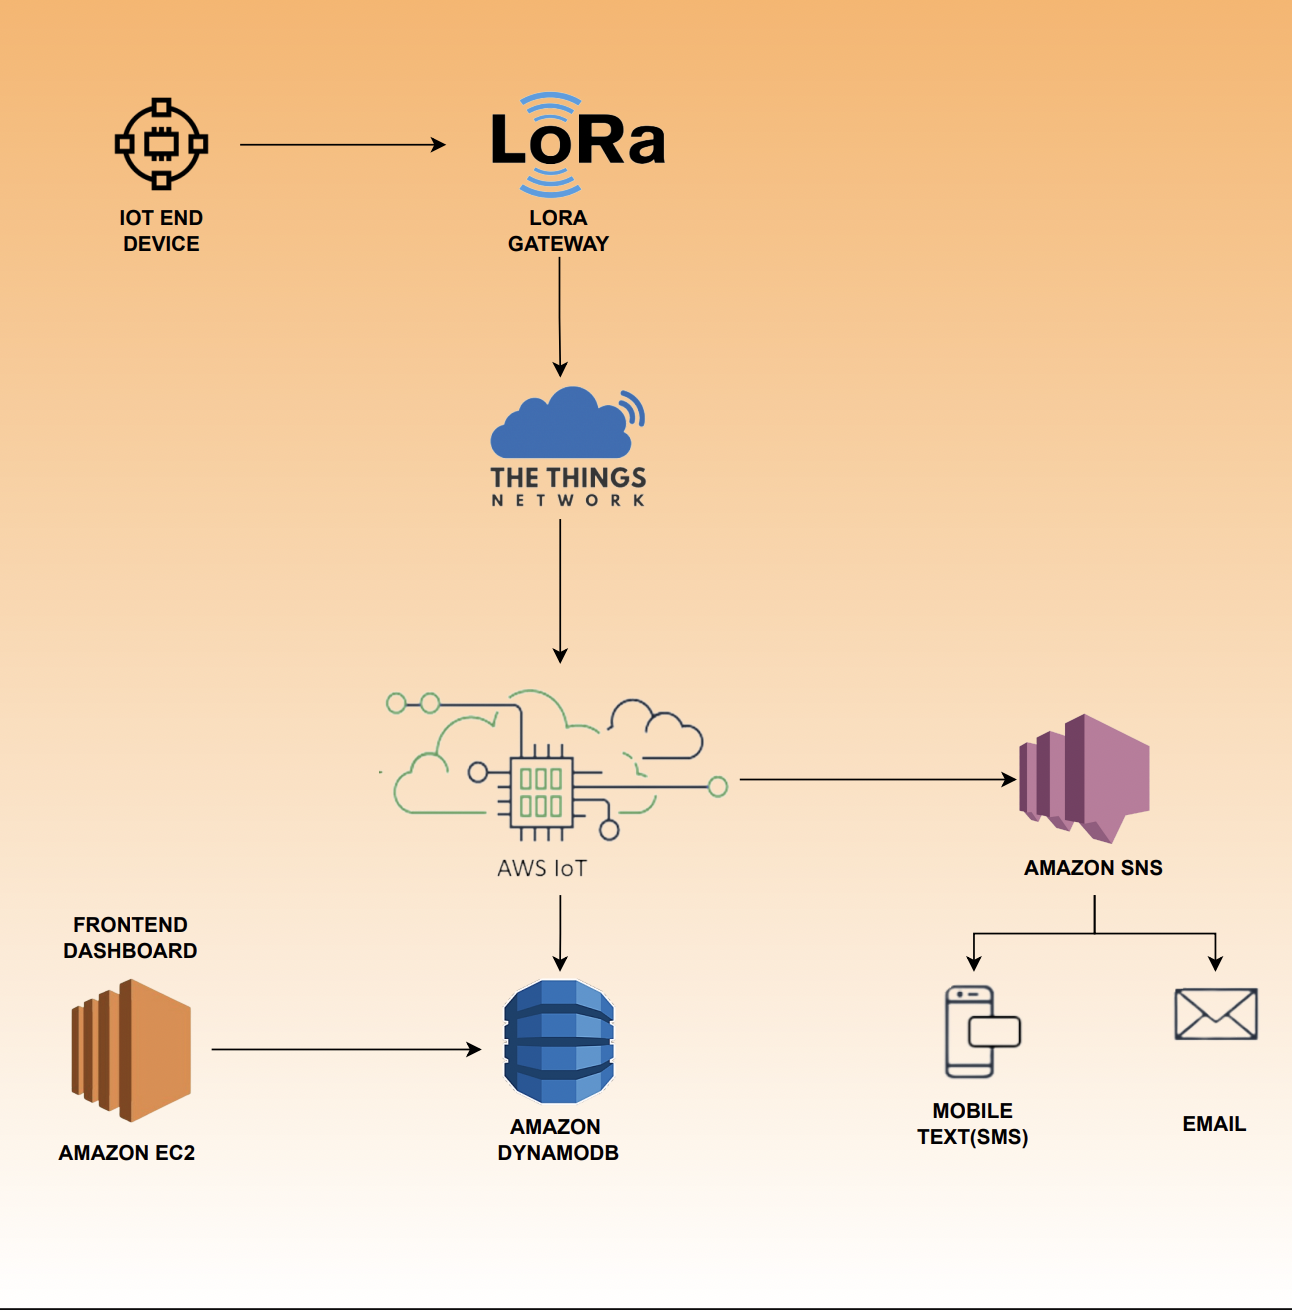 LoRa
IOT END
DEVICE
LORA
GATEWAY
THE THINGS
NETWORK
AWS IoT
AMAZON SNS
FRONTEND
DASHBOARD
AMAZON EC2
AMAZON
DYNAMODB
MOBILE
TEXT(SMS)
EMAIL